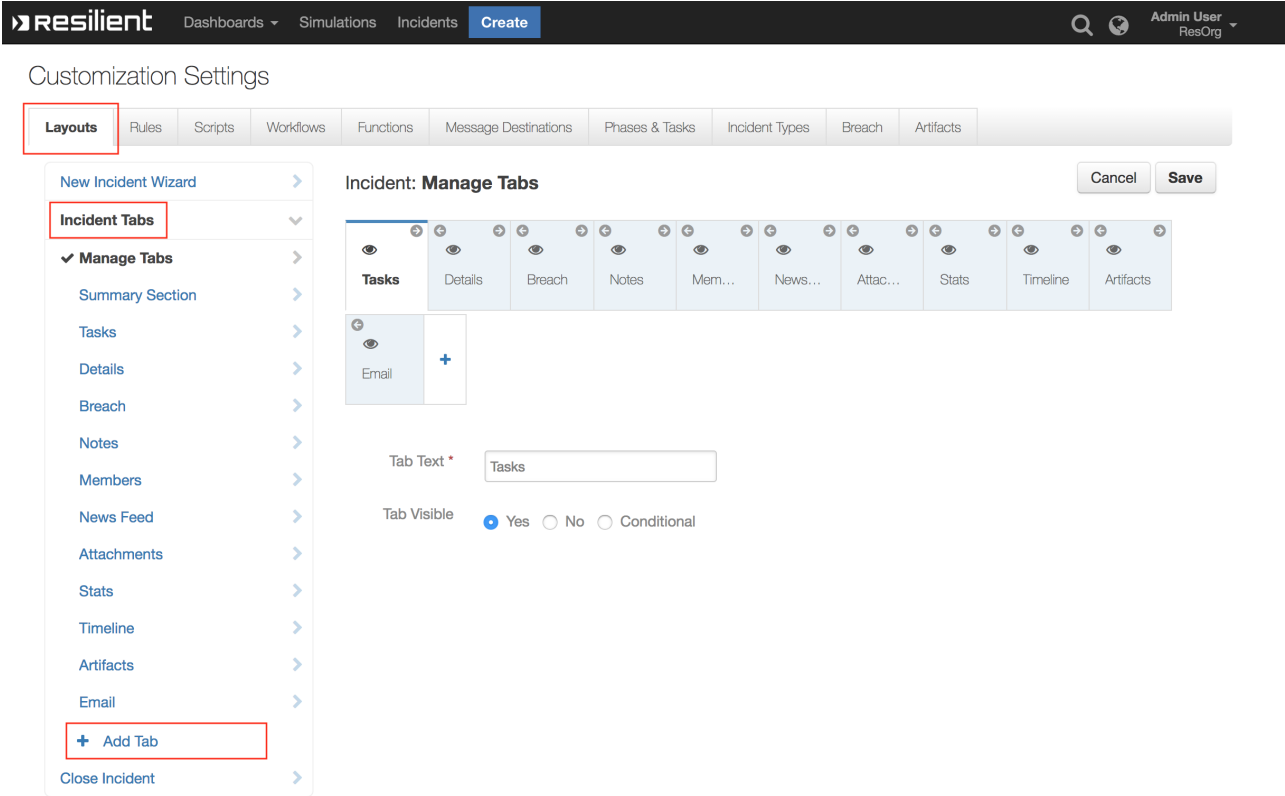 resilient Dashboards Simulations Incidents Create Admin User
ResOrg
Customization Settings
Layouts Rules Scripts Workflows Functions Message Destinations Phases & Tasks Incident Types Breach Artifacts
New Incident Wizard
Incident: Manage Tabs Cancel Save
Incident Tabs
Manage Tabs
Summary Section
Tasks
Details
Breach
Notes
Members
News Feed
Attachments
Stats
Timeline
Artifacts
Email
+ Add Tab
Close Incident
Tasks Details Breach Notes Mem... News... Attac... Stats Timeline Artifacts
Email +
Tab Text * Tasks
Tab Visible Yes No Conditional